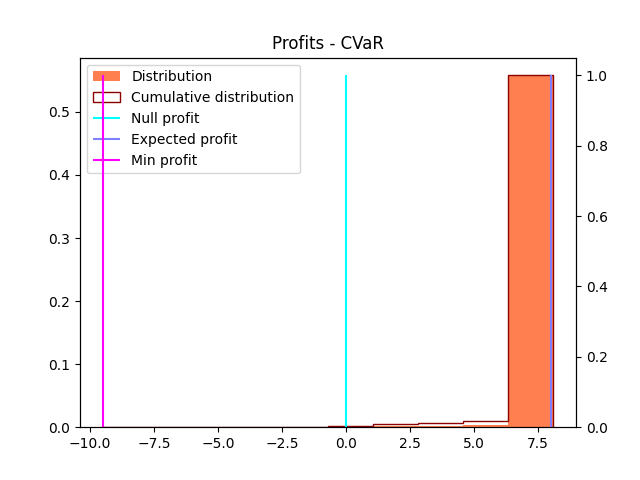 Profits - CVaR
Distribution
Cumulative distribution
Null profit
Expected profit
Min profit
0.5
0.4
0.3
0.2
0.1
0.0
1.0
0.8
0.6
0.4
0.2
0.0
−10.0 −7.5 −5.0 −2.5 0.0 2.5 5.0 7.5